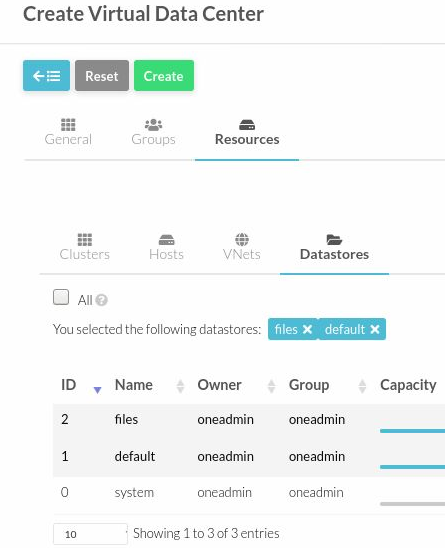 Create Virtual Data Center
Reset Create
General Groups Resources
Clusters Hosts VNets Datastores
All
You selected the following datastores: files default
ID Name Owner Group Capacity
2 files oneadmin oneadmin
1 default oneadmin oneadmin
0 system oneadmin oneadmin
10 Showing 1 to 3 of 3 entries